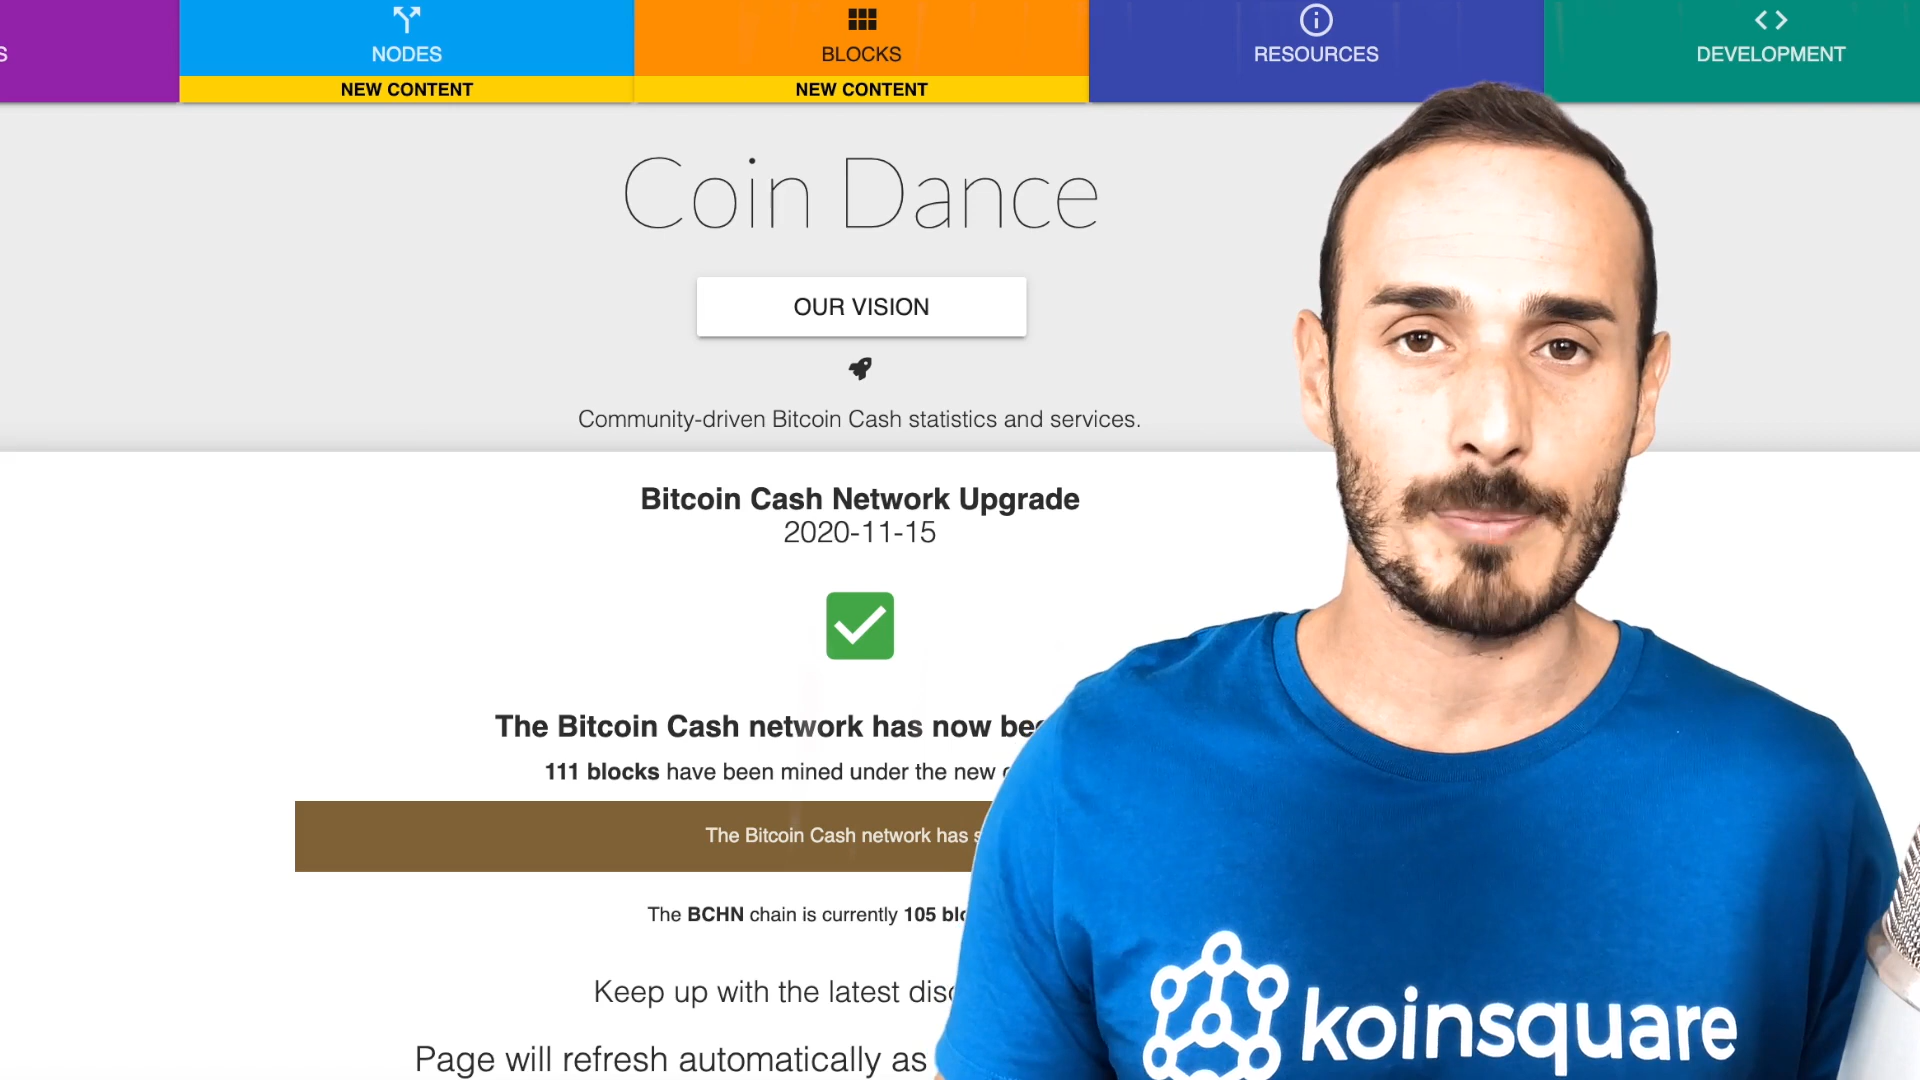 S
NODES
BLOCKS
RESOURCES
DEVELOPMENT
NEW CONTENT
NEW CONTENT
Coin Dance
OUR VISION
Community-driven Bitcoin Cash statistics and services.
Bitcoin Cash Network Upgrade
2020-11-15
The Bitcoin Cash network has now
111 blocks have been mined under the new
The Bitcoin Cash network has
The BCHN chain is currently 105
Keep up with the latest
Page will refresh automatically as
koinsquare